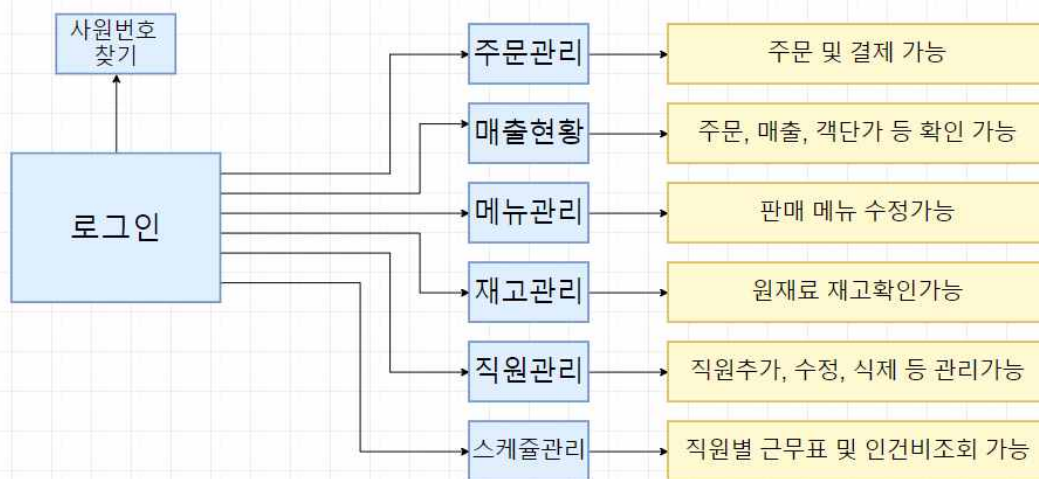 사원번호
찾기
로그인
주문관리
주문 및 결제 가능
매출현황
주문, 매출, 객단가 등 확인 가능
메뉴관리
판매 메뉴 수정가능
재고관리
원재료 재고확인가능
직원관리
직원추가, 수정, 식제 등 관리가능
스케쥴관리
직원별 근무표 및 인건비조회 가능